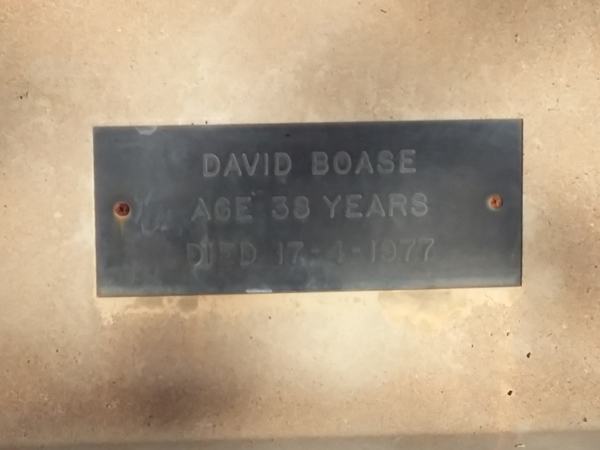 DAVID BOASE
AGE 38 YEARS
DIED 17-4-1977